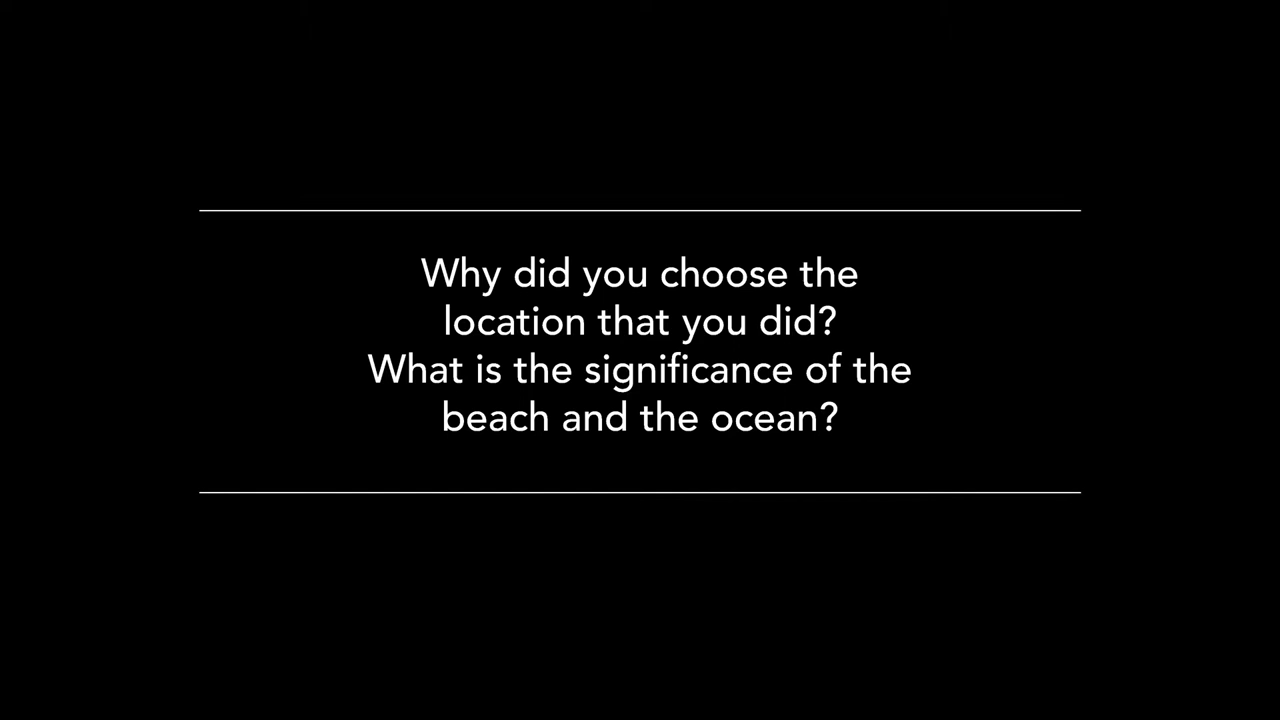 Why did you choose the
location that you did?
What is the significance of the
beach and the ocean?